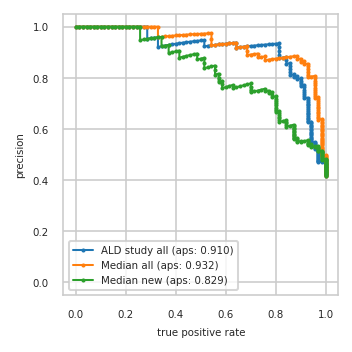 1.0
0.8
0.6
0.4
0.2
0.0
precision
ALD study all (aps: 0.910)
Median all (aps: 0.932)
Median new (aps: 0.829)
0.0 0.2 0.4 0.6 0.8 1.0
true positive rate